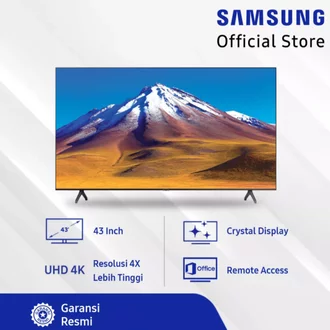 SAMSUNG
Official Store
43"
43 Inch
Crystal Display
UHD 4K
Resolusi 4X
Lebih Tinggi
Office
Remote Access
Garansi
Resmi